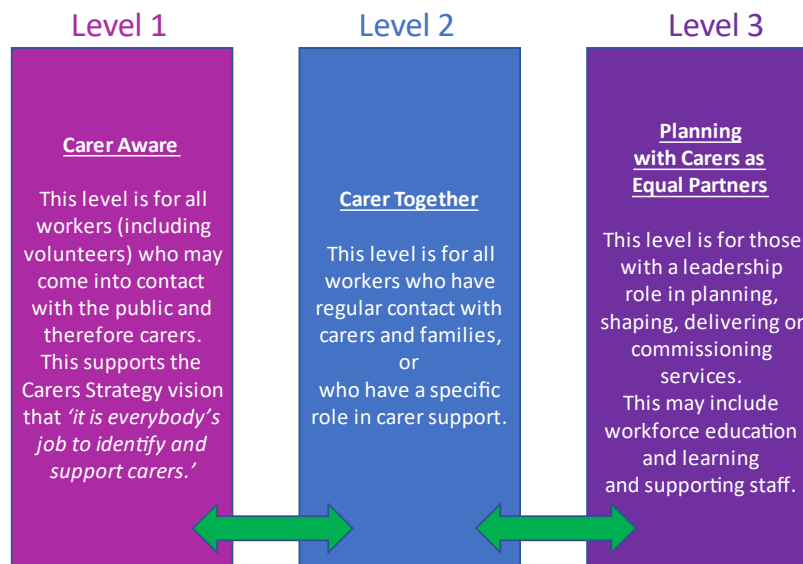 Level 1
Carer Aware
This level is for all
workers (including
volunteers) who may
come into contact
with the public and
therefore carers.
This supports the
Carers Strategy vision
that ‘it is everybody’s
job to identify and
support carers.’
Level 2
Carer Together
This level is for all
workers who have
regular contact with
carers and families,
or
who have a specific
role in carer support.
Level 3
Planning
with Carers as
Equal Partners
This level is for those
with a leadership
role in planning,
shaping, delivering or
commissioning
services.
This may include
workforce education
and learning
and supporting staff.